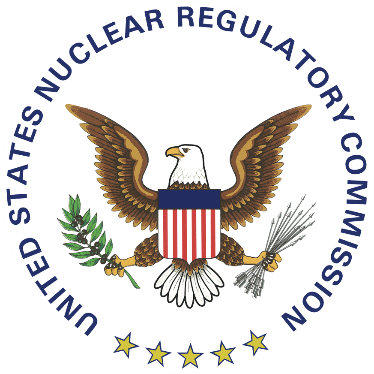 UNITED STATES NUCLEAR REGULATORY COMMISSION